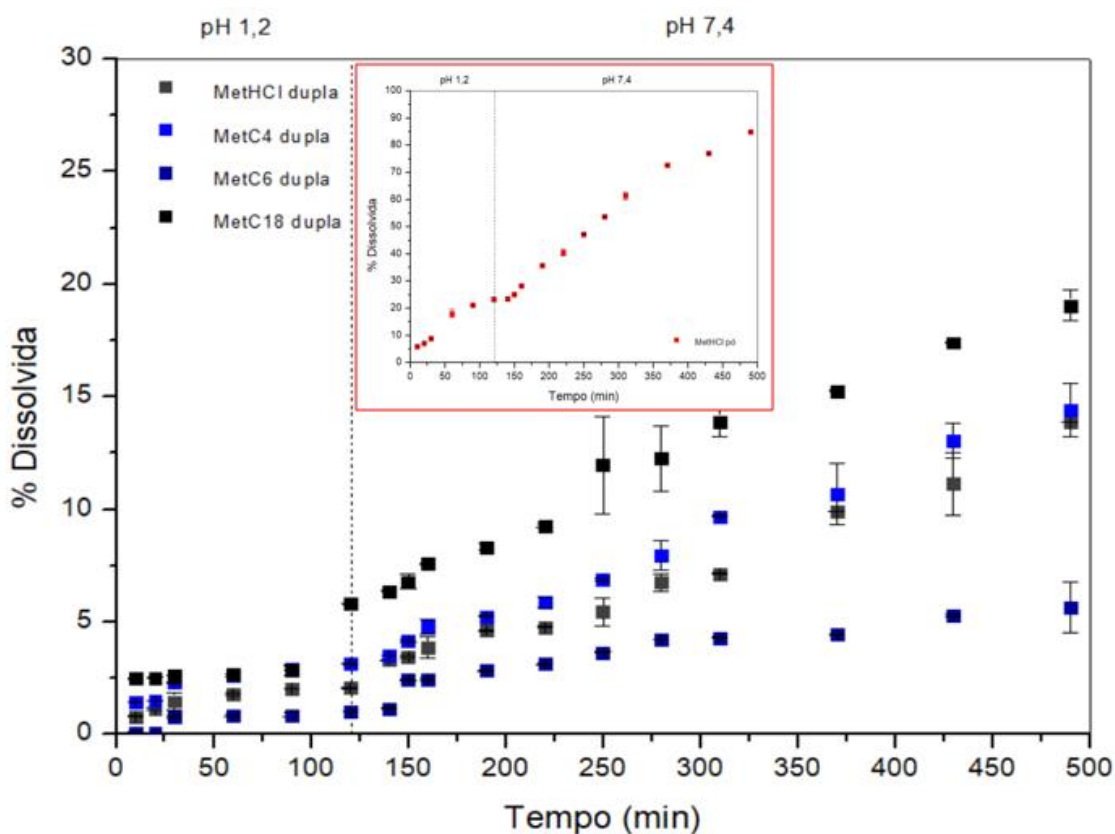 pH 1,2 pH 7,4
30
25
20
15
10
5
0
% Dissolvida
MetHCl dupla
MetC4 dupla
MetC6 dupla
MetC18 dupla
pH 1,2 pH 7,4
100
90
80
70
60
50
40
30
20
10
0
% Dissolvida
MetHCl pó
0 50 100 150 200 250 300 350 400 450 500
Tempo (min)
0 50 100 150 200 250 300 350 400 450 500
Tempo (min)